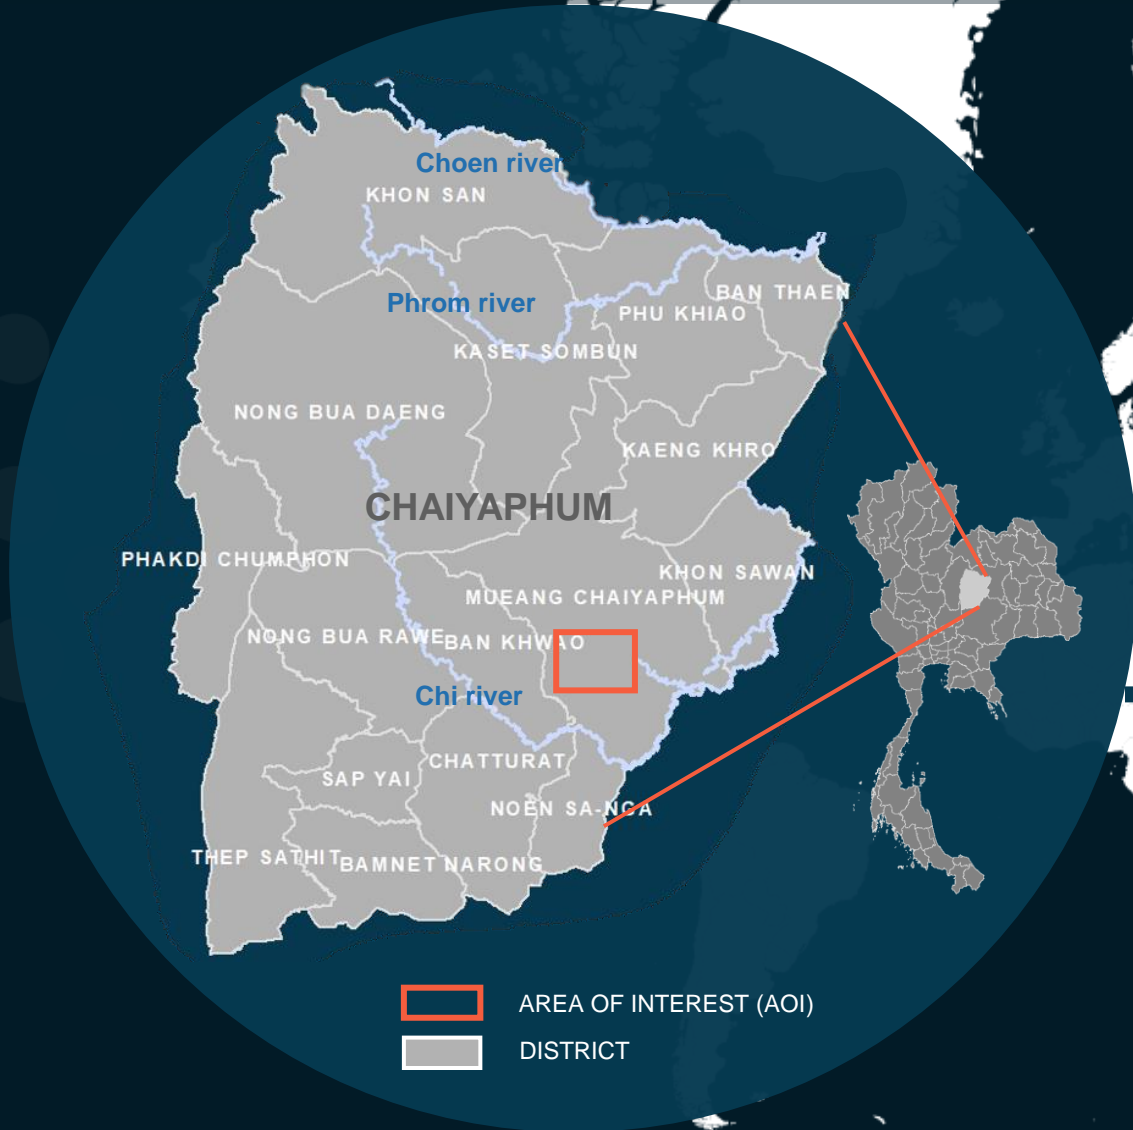 Choen river
KHON SAN
BAN THAEN
Phrom river
PHU KHIAO
KASET SOMBUN
NONG BUA DAENG
KAENG KHRO
CHAIYAPHUM
PHAKDI CHUMPHON
KHON SAWAN
MUEANG CHAIYAPHUM
NONG BUA RAWE
BAN KHWAO
Chi river
CHATTURAT
SAP YAI
NOEN SA-NGA
THEP SATHIT
BAMNET NARONG
AREA OF INTEREST (AOI)
DISTRICT